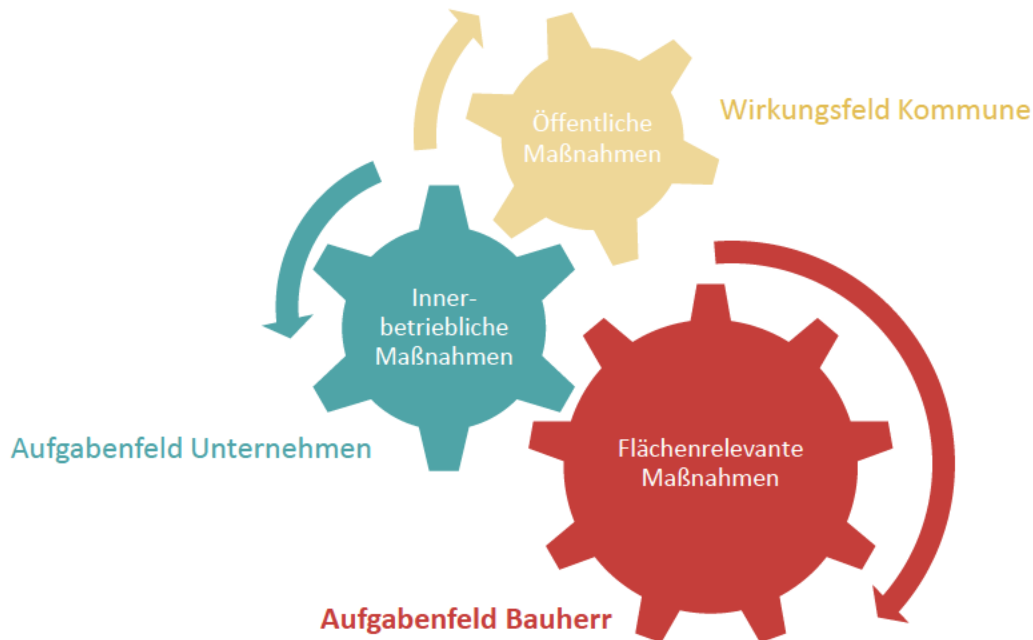 Öffentliche
Maßnahmen
Wirkungsfeld Kommune
Inner-
betriebliche
Maßnahmen
Aufgabenfeld Unternehmen
Flächenrelevante
Maßnahmen
Aufgabenfeld Bauherr